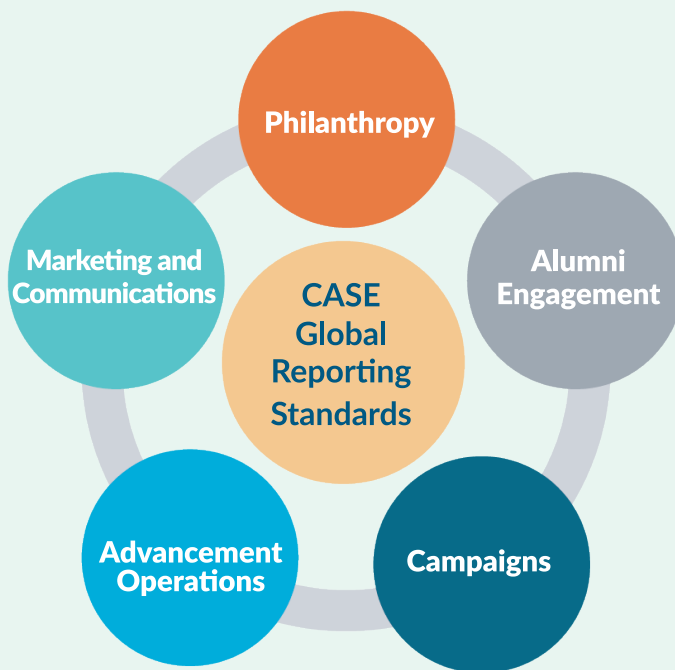 Philanthropy
Alumni
Engagement
Campaigns
Advancement
Operations
Marketing and
Communications
CASE
Global
Reporting
Standards